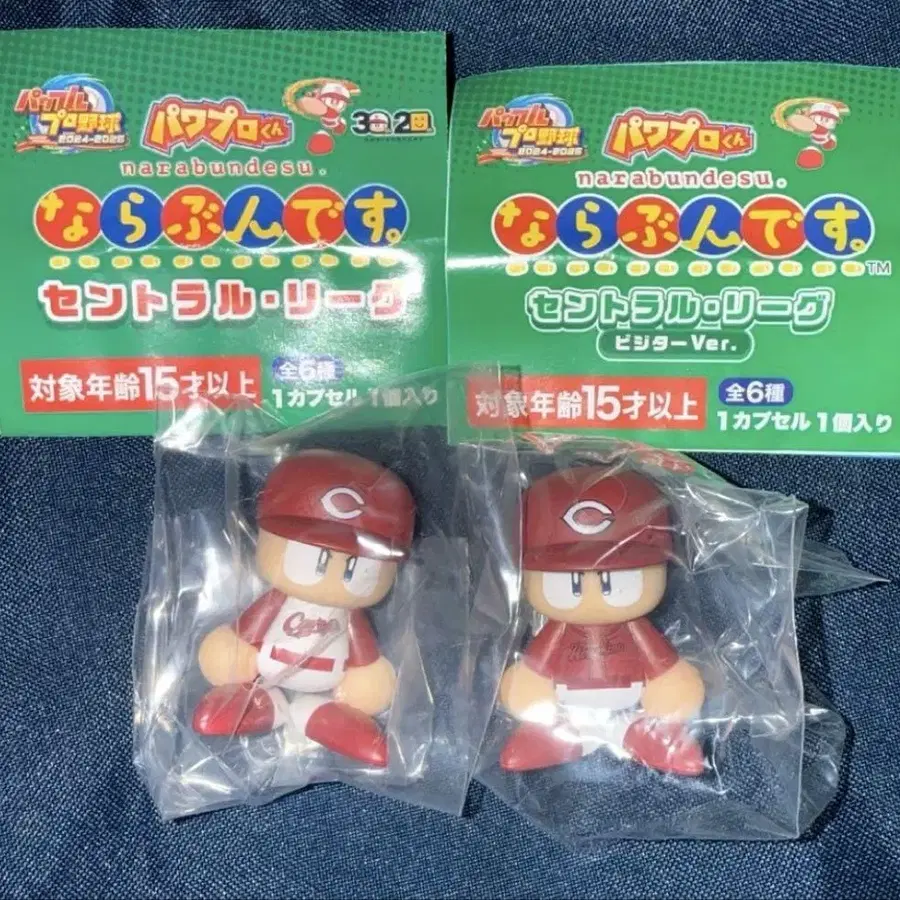 パワフル
プロ野球
2024-2025
パワプロくん
narabundesu.
ならぶんです。
セントラル・リーグ
対象年齢15才以上
全6種
1カプセル1個入り
パワフル
プロ野球
2024-2025
パワプロくん
narabundesu.
ならぶんです。
TM
セントラル・リーグ
ビジターVer.
対象年齢15才以上
全6種
1カプセル1個入り
C
Carp
C